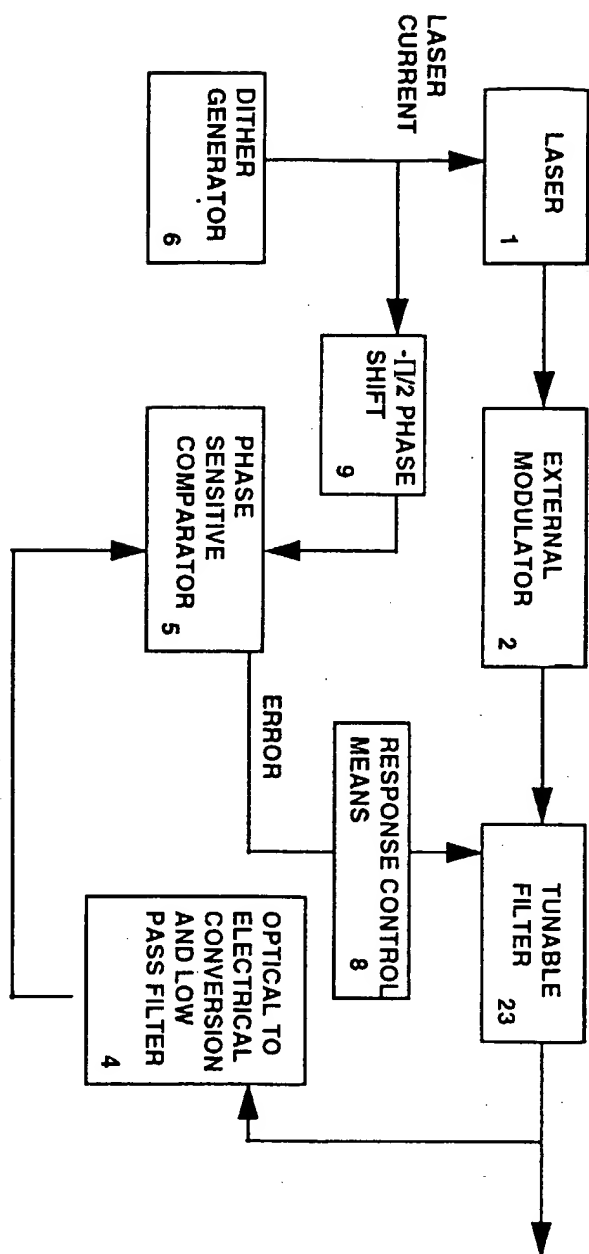 LASER
1
EXTERNAL
MODULATOR
2
TUNABLE
FILTER
23
LASER
CURRENT
-∏/2 PHASE
SHIFT
9
RESPONSE CONTROL
MEANS
8
DITHER
GENERATOR
6
PHASE
SENSITIVE
COMPARATOR
5
ERROR
OPTICAL TO
ELECTRICAL
CONVERSION
AND LOW
PASS FILTER
4